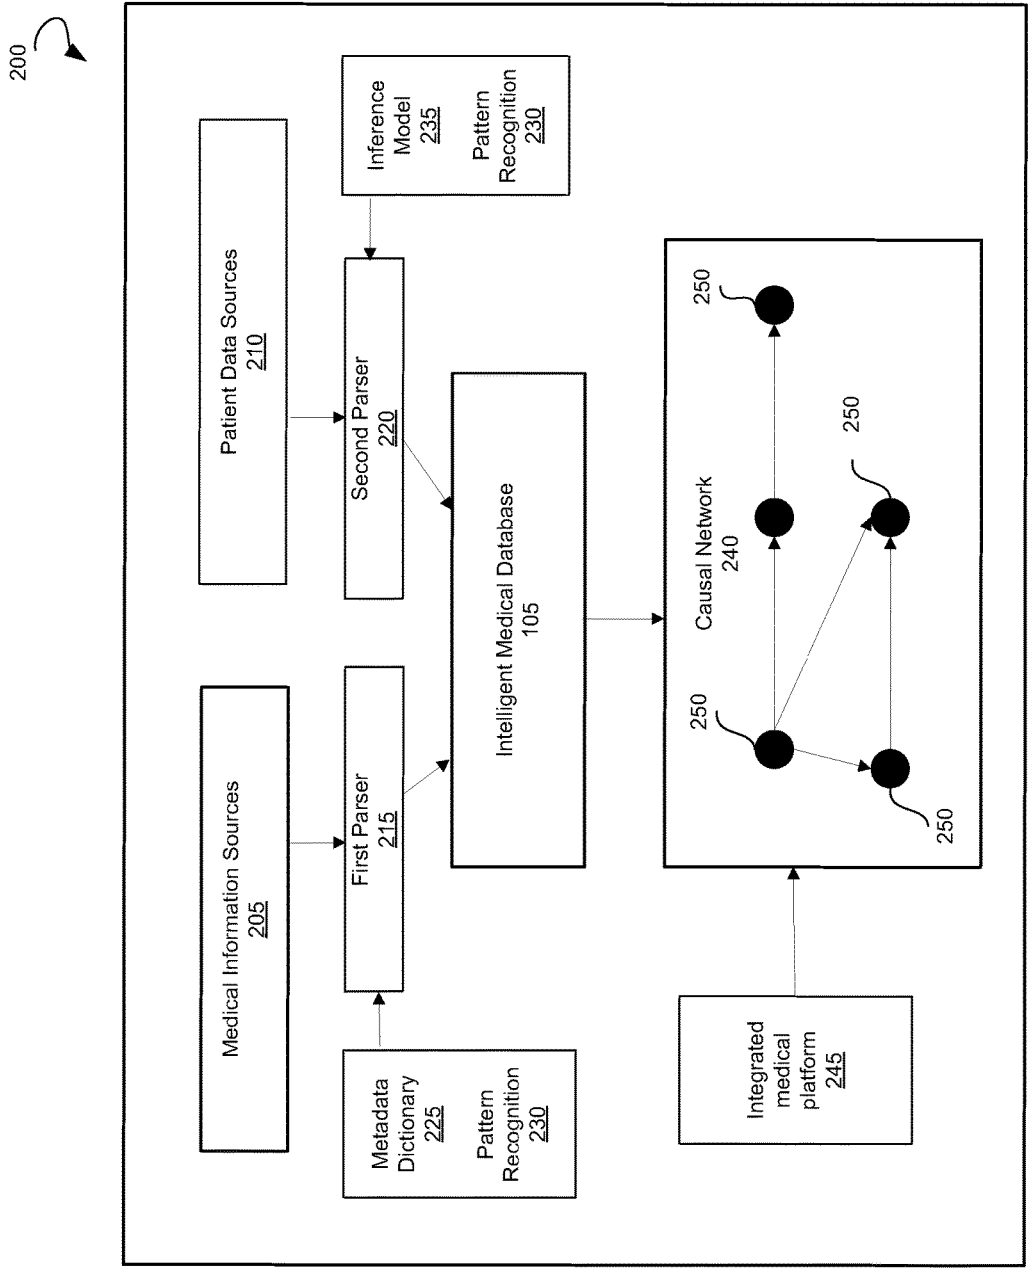 200
Medical Information Sources
205
Patient Data Sources
210
Metadata
Dictionary
225
Pattern
Recognition
230
First Parser
215
Second Parser
220
Inference
Model
235
Pattern
Recognition
230
Intelligent Medical Database
105
Integrated
medical
platform
245
Causal Network
240
250
250
250
250